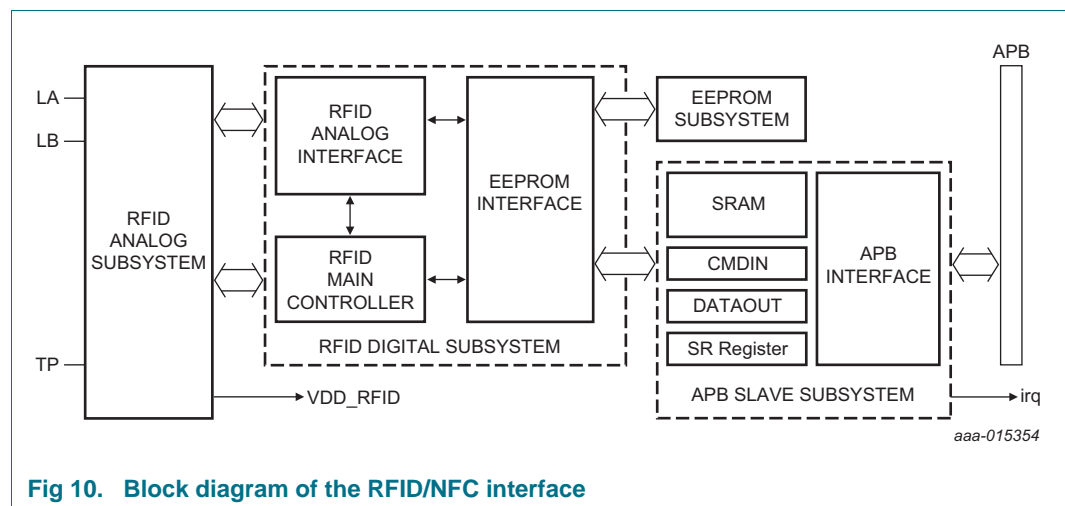 APB
LA
LB
TP
RFID
ANALOG
SUBSYSTEM
RFID
ANALOG
INTERFACE
RFID
MAIN
CONTROLLER
EEPROM
INTERFACE
RFID DIGITAL SUBSYSTEM
VDD_RFID
EEPROM
SUBSYSTEM
SRAM
CMDIN
DATAOUT
SR Register
APB
INTERFACE
APB SLAVE SUBSYSTEM
irq
aaa-015354
Fig 10. Block diagram of the RFID/NFC interface